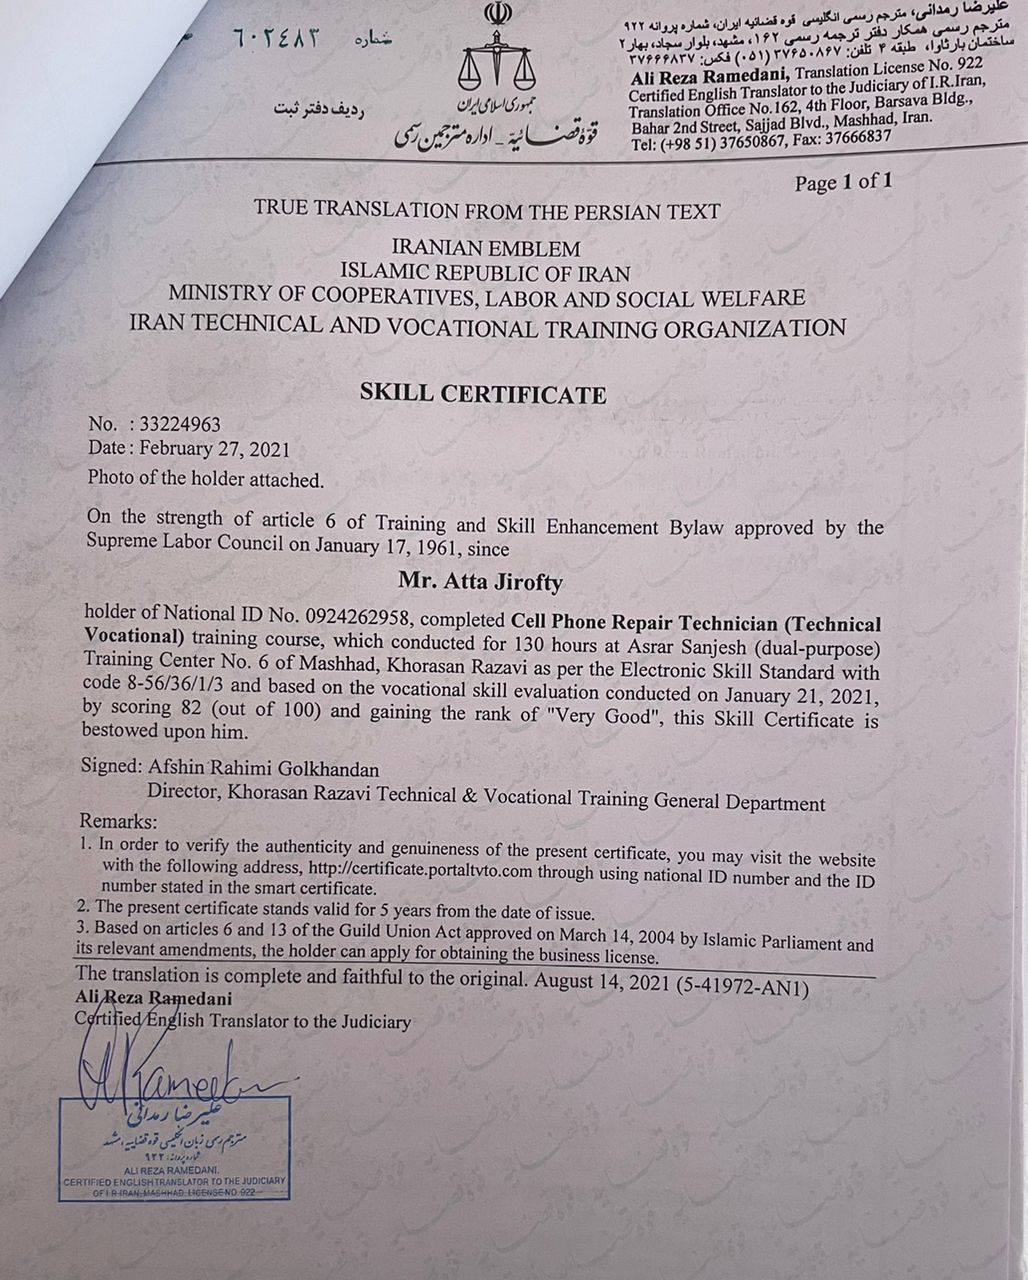 علیرضا رمدانی، مترجم رسمی انگلیسی قوه قضائیه ایران، شماره پروانه ۹۲۲
مترجم رسمی همکار دفتر ترجمه رسمی ۱۶۲، مشهد، بلوار سجاد، بهار ۲
ساختمان بارثاوا، طبقه ۴ تلفن: ۳۷۶۵۰۸۶۷ (۰۵۱) فکس: ۳۷۶۶۶۸۳۷
Ali Reza Ramedani, Translation License No. 922
Certified English Translator to the Judiciary of I.R.Iran,
Translation Office No.162, 4th Floor, Barsava Bldg.,
Bahar 2nd Street, Sajjad Blvd., Mashhad, Iran.
Tel: (+98 51) 37650867, Fax: 37666837
جمهوری اسلامی ایران
قوۀ قضائیّه - اداره مترجمین رسمی
شماره ۶۰۲۴۸۳
ردیف دفتر ثبت
Page 1 of 1
TRUE TRANSLATION FROM THE PERSIAN TEXT
IRANIAN EMBLEM
ISLAMIC REPUBLIC OF IRAN
MINISTRY OF COOPERATIVES, LABOR AND SOCIAL WELFARE
IRAN TECHNICAL AND VOCATIONAL TRAINING ORGANIZATION
SKILL CERTIFICATE
No. : 33224963
Date : February 27, 2021
Photo of the holder attached.
On the strength of article 6 of Training and Skill Enhancement Bylaw approved by the
Supreme Labor Council on January 17, 1961, since
Mr. Atta Jirofty
holder of National ID No. 0924262958, completed Cell Phone Repair Technician (Technical
Vocational) training course, which conducted for 130 hours at Asrar Sanjesh (dual-purpose)
Training Center No. 6 of Mashhad, Khorasan Razavi as per the Electronic Skill Standard with
code 8-56/36/1/3 and based on the vocational skill evaluation conducted on January 21, 2021,
by scoring 82 (out of 100) and gaining the rank of "Very Good", this Skill Certificate is
bestowed upon him.
Signed: Afshin Rahimi Golkhandan
Director, Khorasan Razavi Technical & Vocational Training General Department
Remarks:
1. In order to verify the authenticity and genuineness of the present certificate, you may visit the website
with the following address, http://certificate.portaltvto.com through using national ID number and the ID
number stated in the smart certificate.
2. The present certificate stands valid for 5 years from the date of issue.
3. Based on articles 6 and 13 of the Guild Union Act approved on March 14, 2004 by Islamic Parliament and
its relevant amendments, the holder can apply for obtaining the business license.
The translation is complete and faithful to the original. August 14, 2021 (5-41972-AN1)
Ali Reza Ramedani
Certified English Translator to the Judiciary
علیرضا رمدانی
مترجم رسمی زبان انگلیسی قوه قضاییه، مشهد
شماره پروانه: ۹۲۲
ALI REZA RAMEDANI.
CERTIFIED ENGLISH TRANSLATOR TO THE JUDICIARY
OF I.R-IRAN, MASHHAD. LICENSE NO. 922